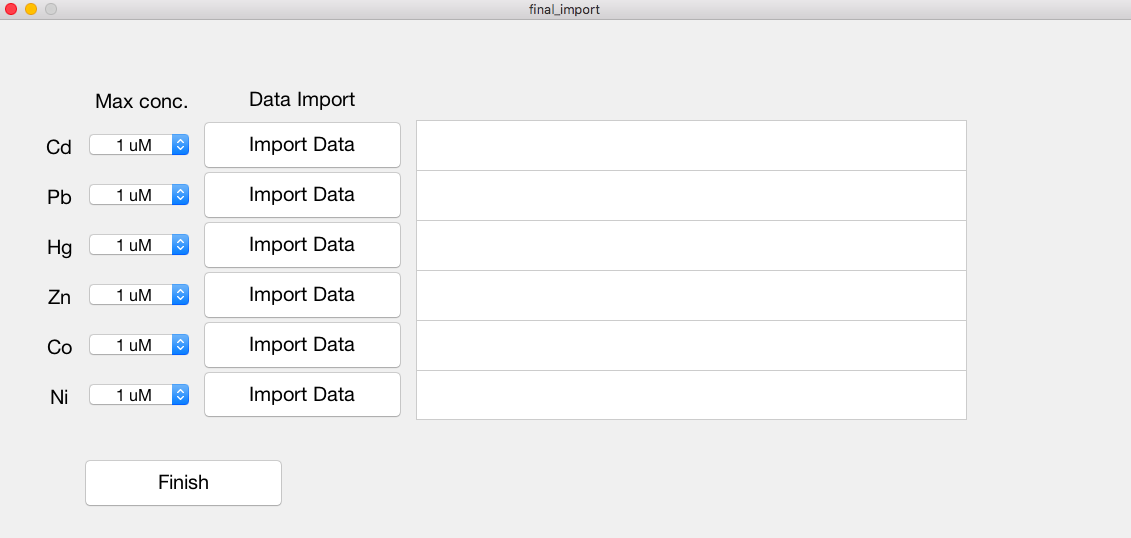 final_import
Max conc. Data Import
Cd 1 uM Import Data
Pb 1 uM Import Data
Hg 1 uM Import Data
Zn 1 uM Import Data
Co 1 uM Import Data
Ni 1 uM Import Data
Finish